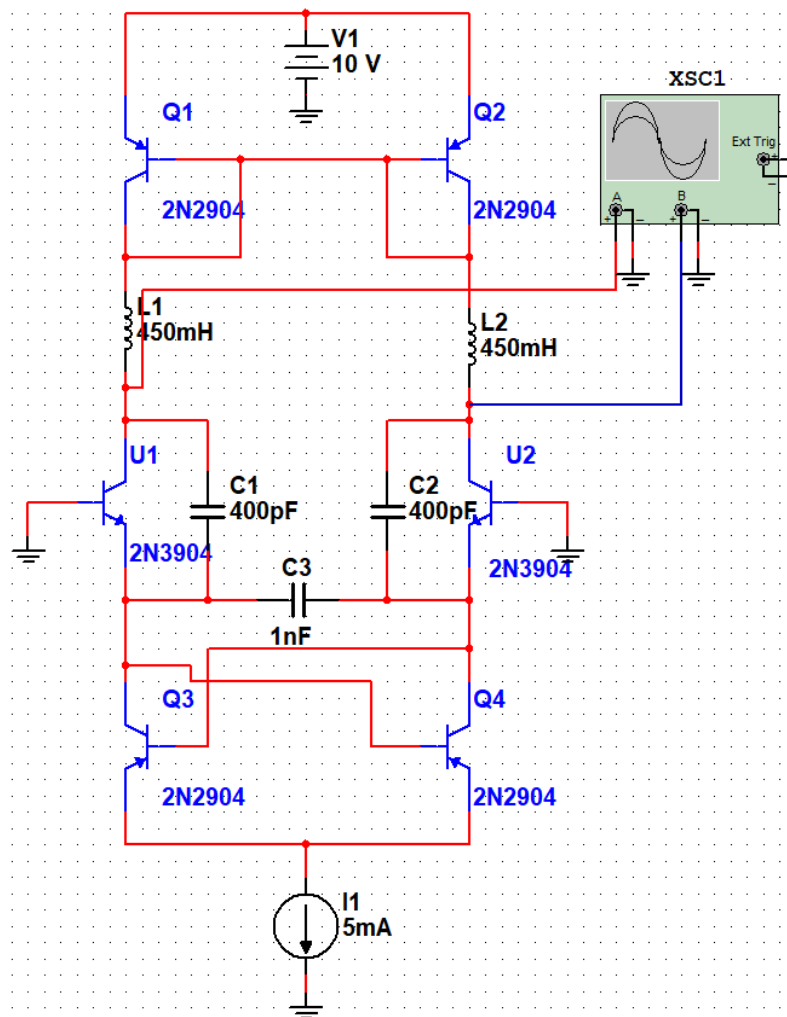 V1
10 V
XSC1
Q1
Q2
Ext Trig
+
2N2904
2N2904
A
B
+
–
+
–
–
L1
450mH
L2
450mH
U1
U2
C1
400pF
C2
400pF
2N3904
2N3904
C3
1nF
Q3
Q4
2N2904
2N2904
I1
5mA